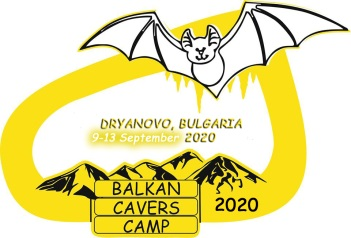 DRYANOVO, BULGARIA
9-13 September 2020
BALKAN
CAVERS
CAMP
2020